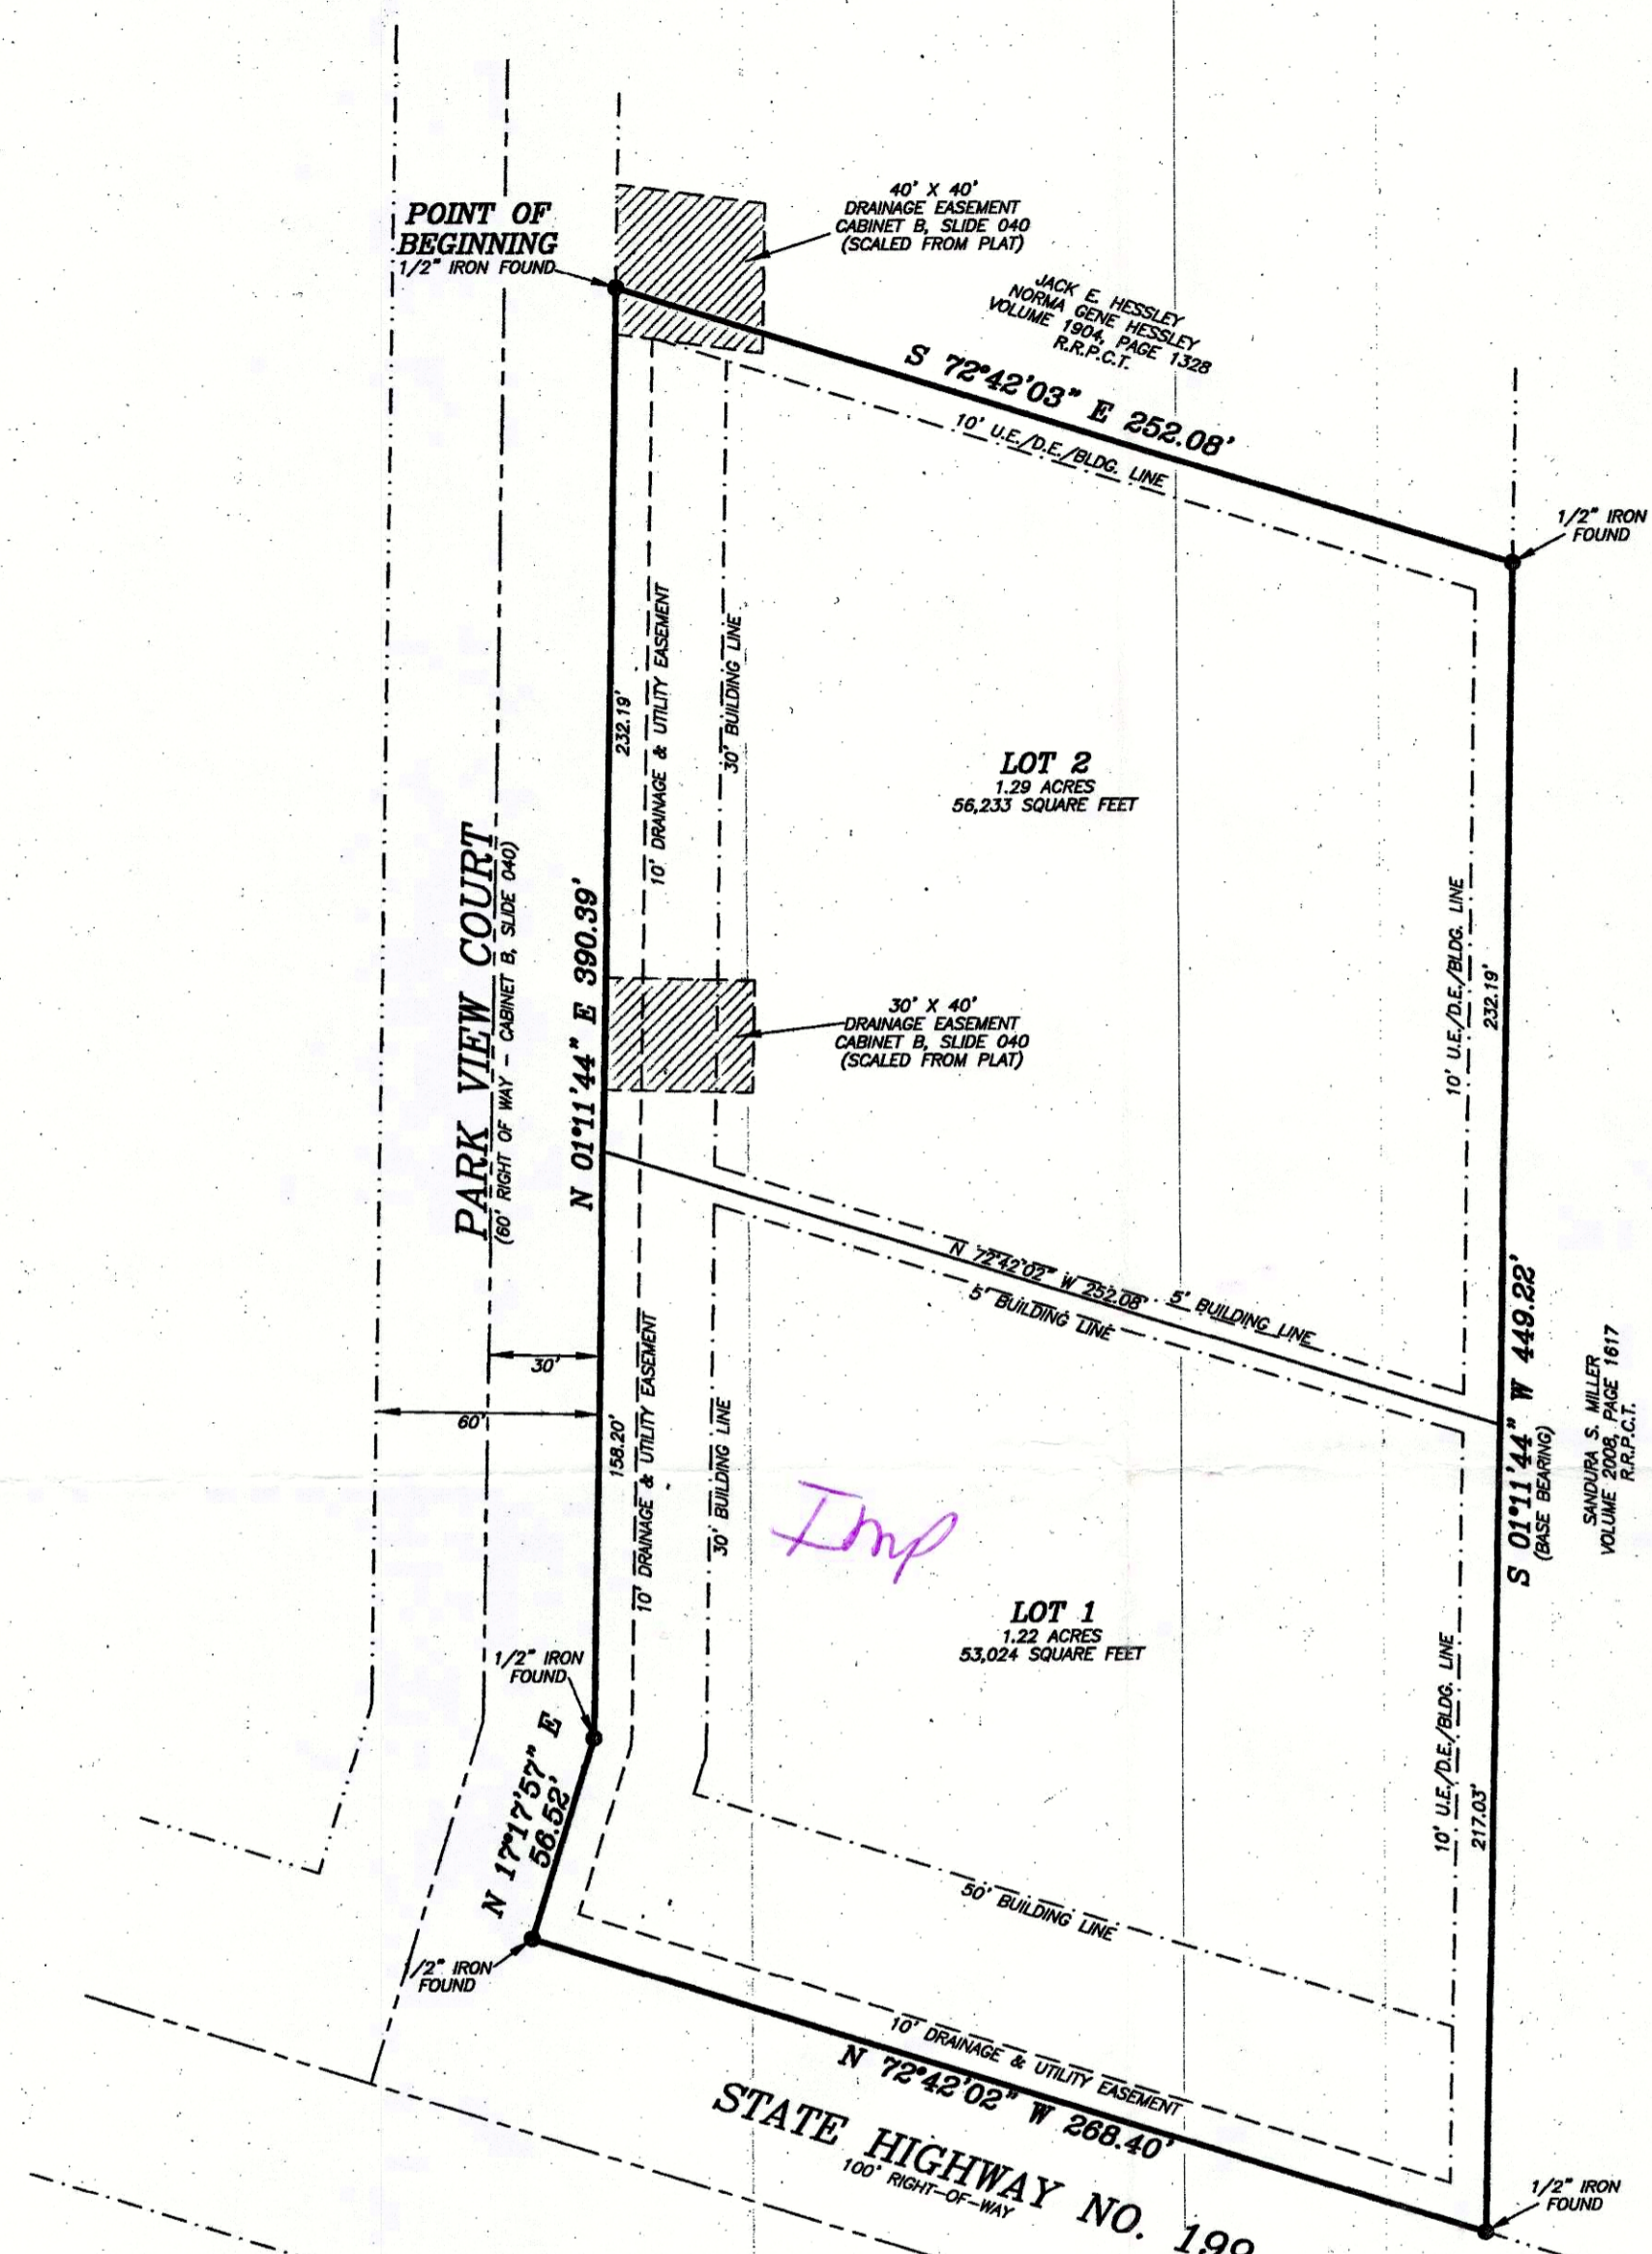 40' X 40'
DRAINAGE EASEMENT
CABINET B, SLIDE 040
(SCALED FROM PLAT)
POINT OF
BEGINNING
1/2" IRON FOUND
JACK E. HESSLEY
NORMA GENE HESSLEY
VOLUME 1904, PAGE 1328
R.R.P.C.T.
S 72°42'03" E 252.08'
10' U.E./D.E./BLDG. LINE
1/2" IRON
FOUND
232.19'
10' DRAINAGE & UTILITY EASEMENT
30' BUILDING LINE
LOT 2
1.29 ACRES
56,233 SQUARE FEET
PARK VIEW COURT
(60' RIGHT OF WAY - CABINET B, SLIDE 040)
N 01°11'44" E 390.39'
10' U.E./D.E./BLDG. LINE
232.19'
30' X 40'
DRAINAGE EASEMENT
CABINET B, SLIDE 040
(SCALED FROM PLAT)
N 72°42'02" W 252.08'
5' BUILDING LINE
5' BUILDING LINE
S 01°11'44" W 449.22'
(BASE BEARING)
SANDURA S. MILLER
VOLUME 2008, PAGE 1617
R.R.P.C.T.
30'
60'
158.20'
10' DRAINAGE & UTILITY EASEMENT
30' BUILDING LINE
Imp
LOT 1
1.22 ACRES
53,024 SQUARE FEET
1/2" IRON
FOUND
N 17°17'57" E
56.52'
10' U.E./D.E./BLDG. LINE
217.03'
50' BUILDING LINE
1/2" IRON
FOUND
10' DRAINAGE & UTILITY EASEMENT
N 72°42'02" W 268.40'
STATE HIGHWAY NO. 199
100' RIGHT-OF-WAY
1/2" IRON
FOUND